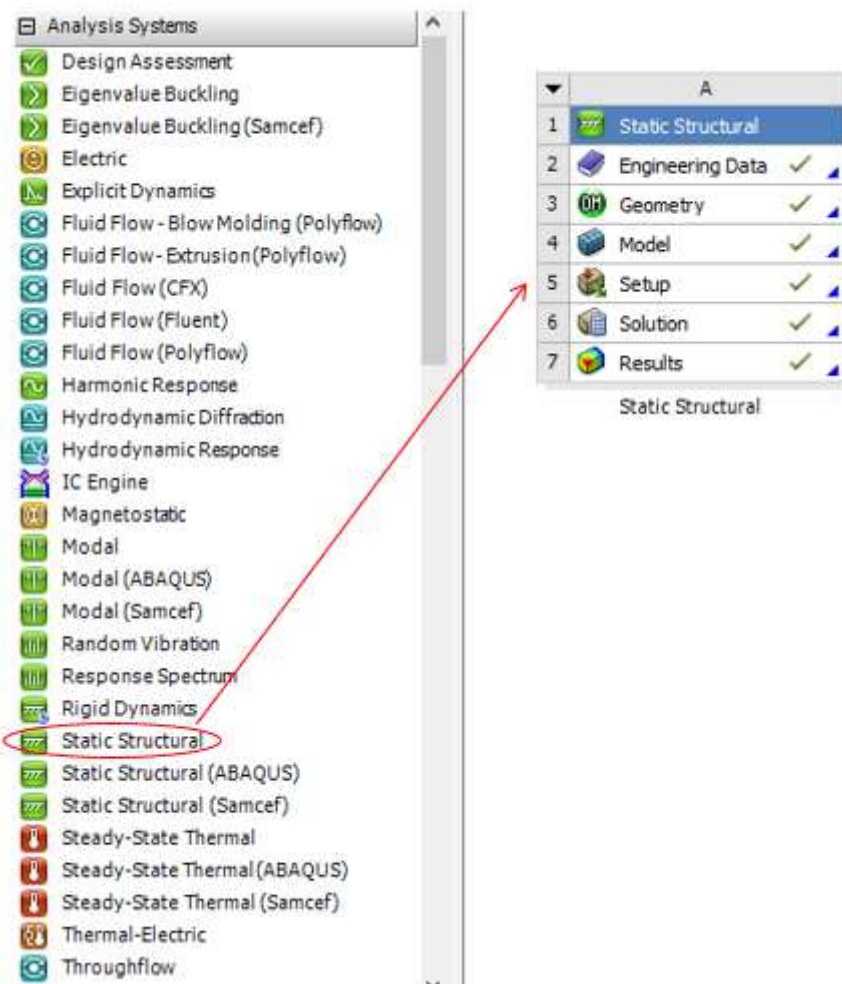 Analysis Systems
Design Assessment
Eigenvalue Buckling
Eigenvalue Buckling (Samcef)
Electric
Explicit Dynamics
Fluid Flow - Blow Molding (Polyflow)
Fluid Flow - Extrusion (Polyflow)
Fluid Flow (CFX)
Fluid Flow (Fluent)
Fluid Flow (Polyflow)
Harmonic Response
Hydrodynamic Diffraction
Hydrodynamic Response
IC Engine
Magnetostatic
Modal
Modal (ABAQUS)
Modal (Samcef)
Random Vibration
Response Spectrum
Rigid Dynamics
Static Structural
Static Structural (ABAQUS)
Static Structural (Samcef)
Steady-State Thermal
Steady-State Thermal (ABAQUS)
Steady-State Thermal (Samcef)
Thermal-Electric
Throughflow
A
1 Static Structural
2 Engineering Data
3 Geometry
4 Model
5 Setup
6 Solution
7 Results
Static Structural